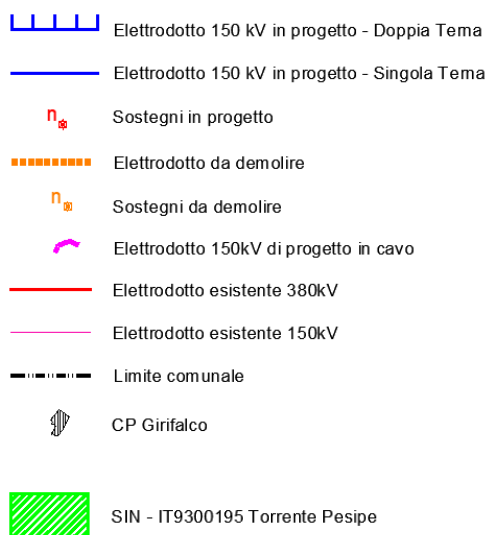 Elettrodotto 150 kV in progetto - Doppia Terna
Elettrodotto 150 kV in progetto - Singola Terna
n
Sostegni in progetto
Elettrodotto da demolire
n
Sostegni da demolire
Elettrodotto 150kV di progetto in cavo
Elettrodotto esistente 380kV
Elettrodotto esistente 150kV
Limite comunale
CP Girifalco
SIN - IT9300195 Torrente Pesipe